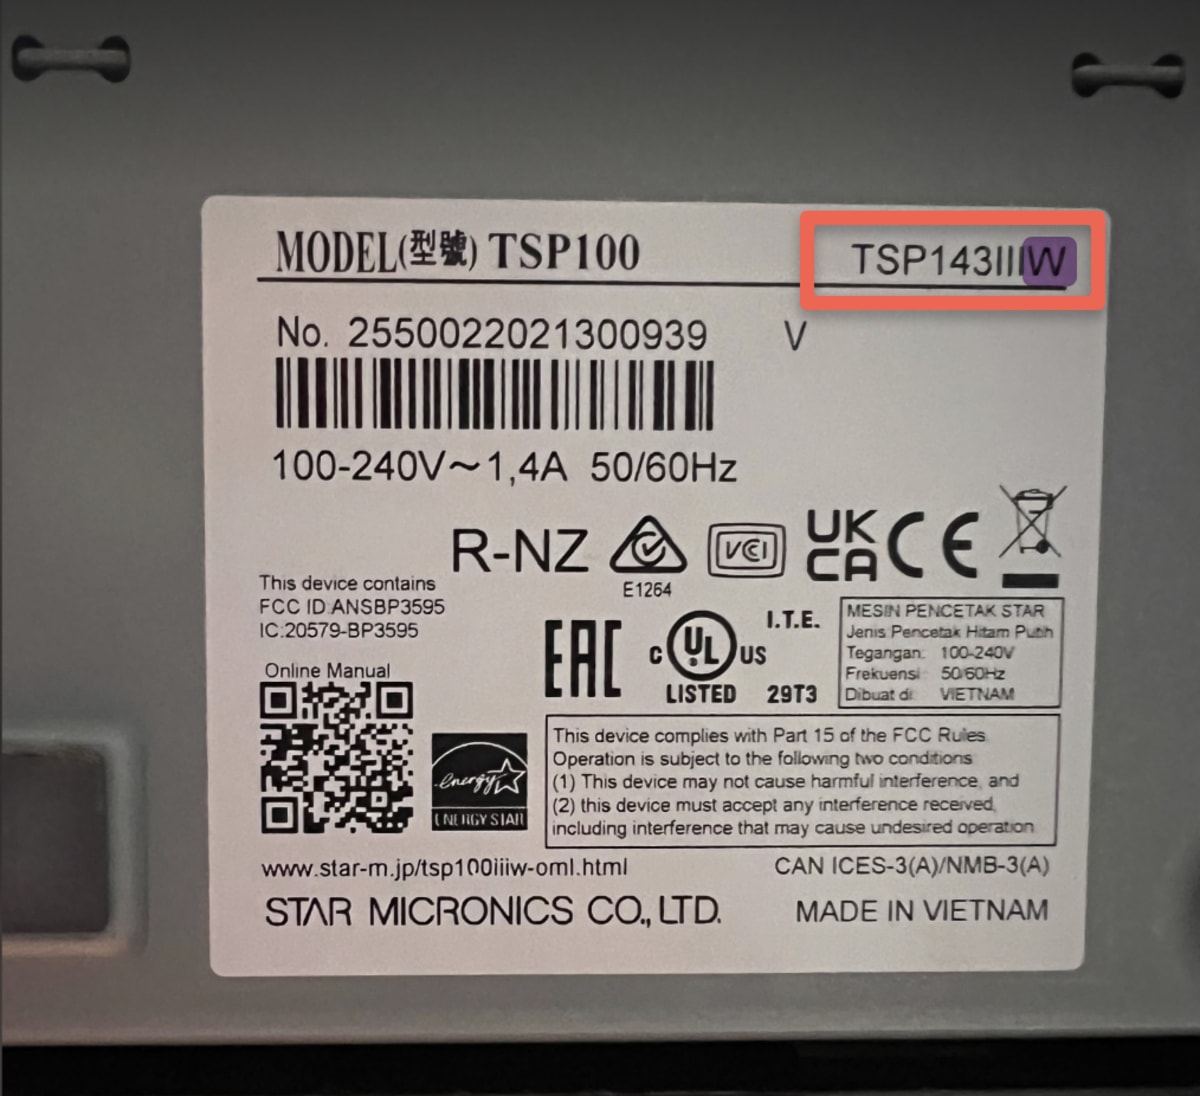 MODEL(型號) TSP100 TSP143IIIW
No. 2550022021300939 V
100-240V~1,4A 50/60Hz
R-NZ
E1264
VCI
UK
CA
CE
This device contains
FCC ID:ANSBP3595
IC:20579-BP3595
EAC
C UL US
I.T.E.
LISTED 29T3
MESIN PENCETAK STAR
Jenis Pencetak Hitam Putih
Tegangan: 100-240V
Frekuensi: 50/60Hz
Dibuat di: VIETNAM
Online Manual
energy
ENERGY STAR
This device complies with Part 15 of the FCC Rules.
Operation is subject to the following two conditions:
(1) This device may not cause harmful interference, and
(2) this device must accept any interference received,
including interference that may cause undesired operation.
www.star-m.jp/tsp100iiiw-oml.html
CAN ICES-3(A)/NMB-3(A)
STAR MICRONICS CO., LTD.
MADE IN VIETNAM